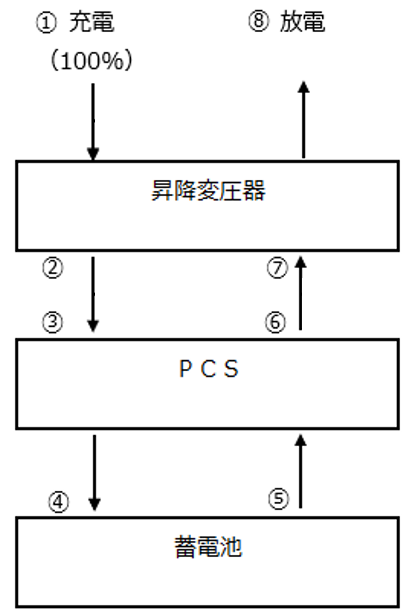 ① 充電
（100%）
⑧ 放電
昇降変圧器
②
⑦
③
⑥
ＰＣＳ
④
⑤
蓄電池